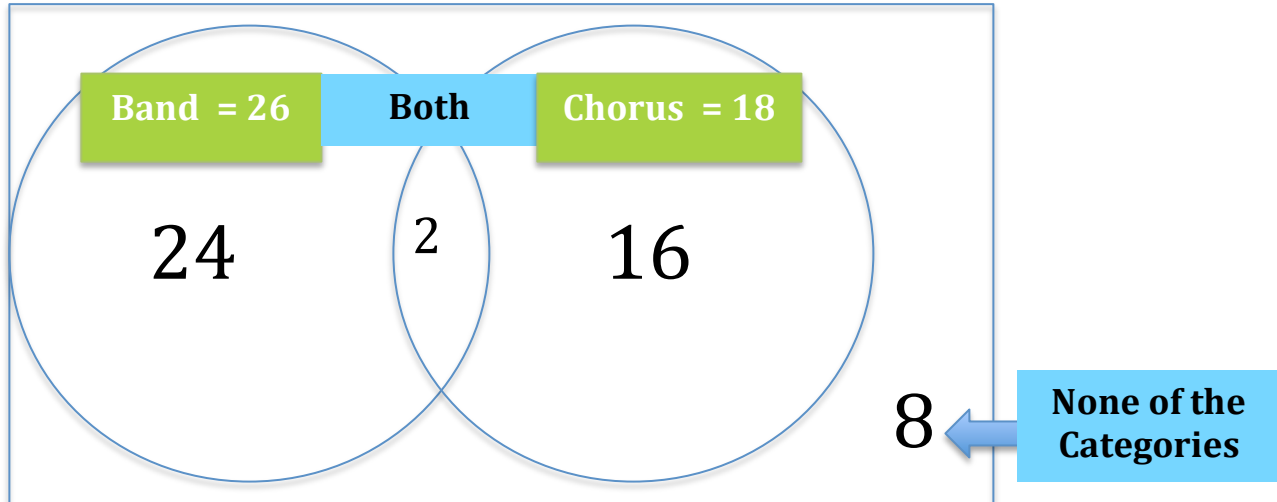 Band = 26
Both
Chorus = 18
24
2
16
8
None of the
Categories